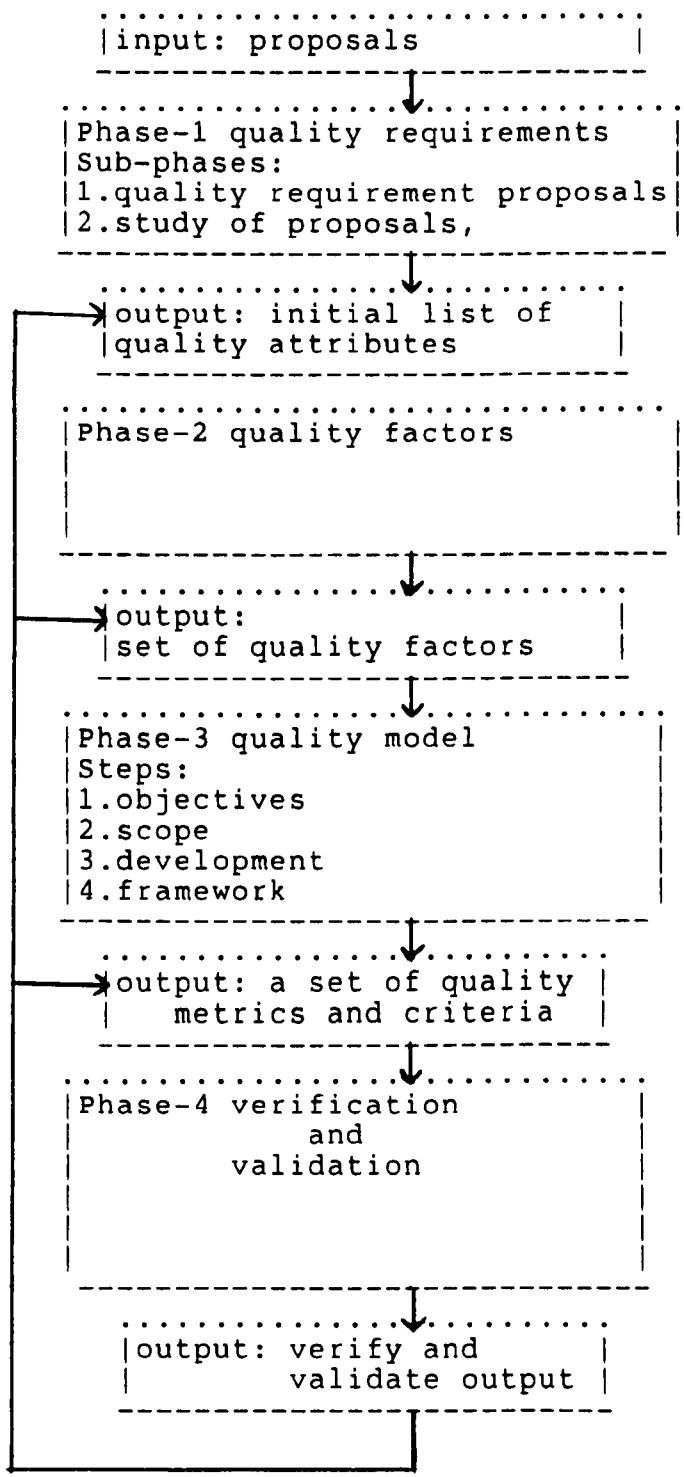 input: proposals
Phase-1 quality requirements
Sub-phases:
1.quality requirement proposals
2.study of proposals,
output: initial list of
quality attributes
Phase-2 quality factors
output:
set of quality factors
Phase-3 quality model
Steps:
1.objectives
2.scope
3.development
4.framework
output: a set of quality
metrics and criteria
Phase-4 verification
and
validation
output: verify and
validate output